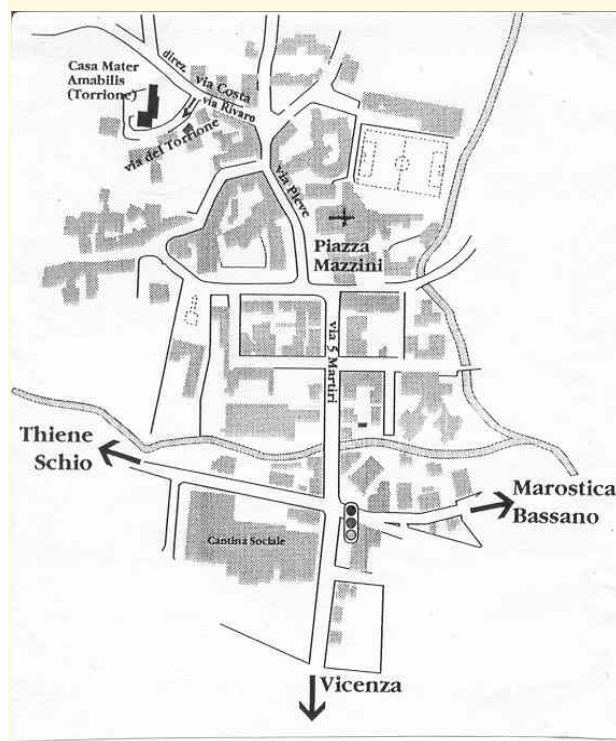 Casa Mater
Amabilis
(Torrione)
direz.
via Costa
via Rivaro
via del Torrione
via Pieve
Piazza
Mazzini
via 5 Martiri
Thiene
Schio
Marostica
Bassano
Cantina Sociale
Vicenza